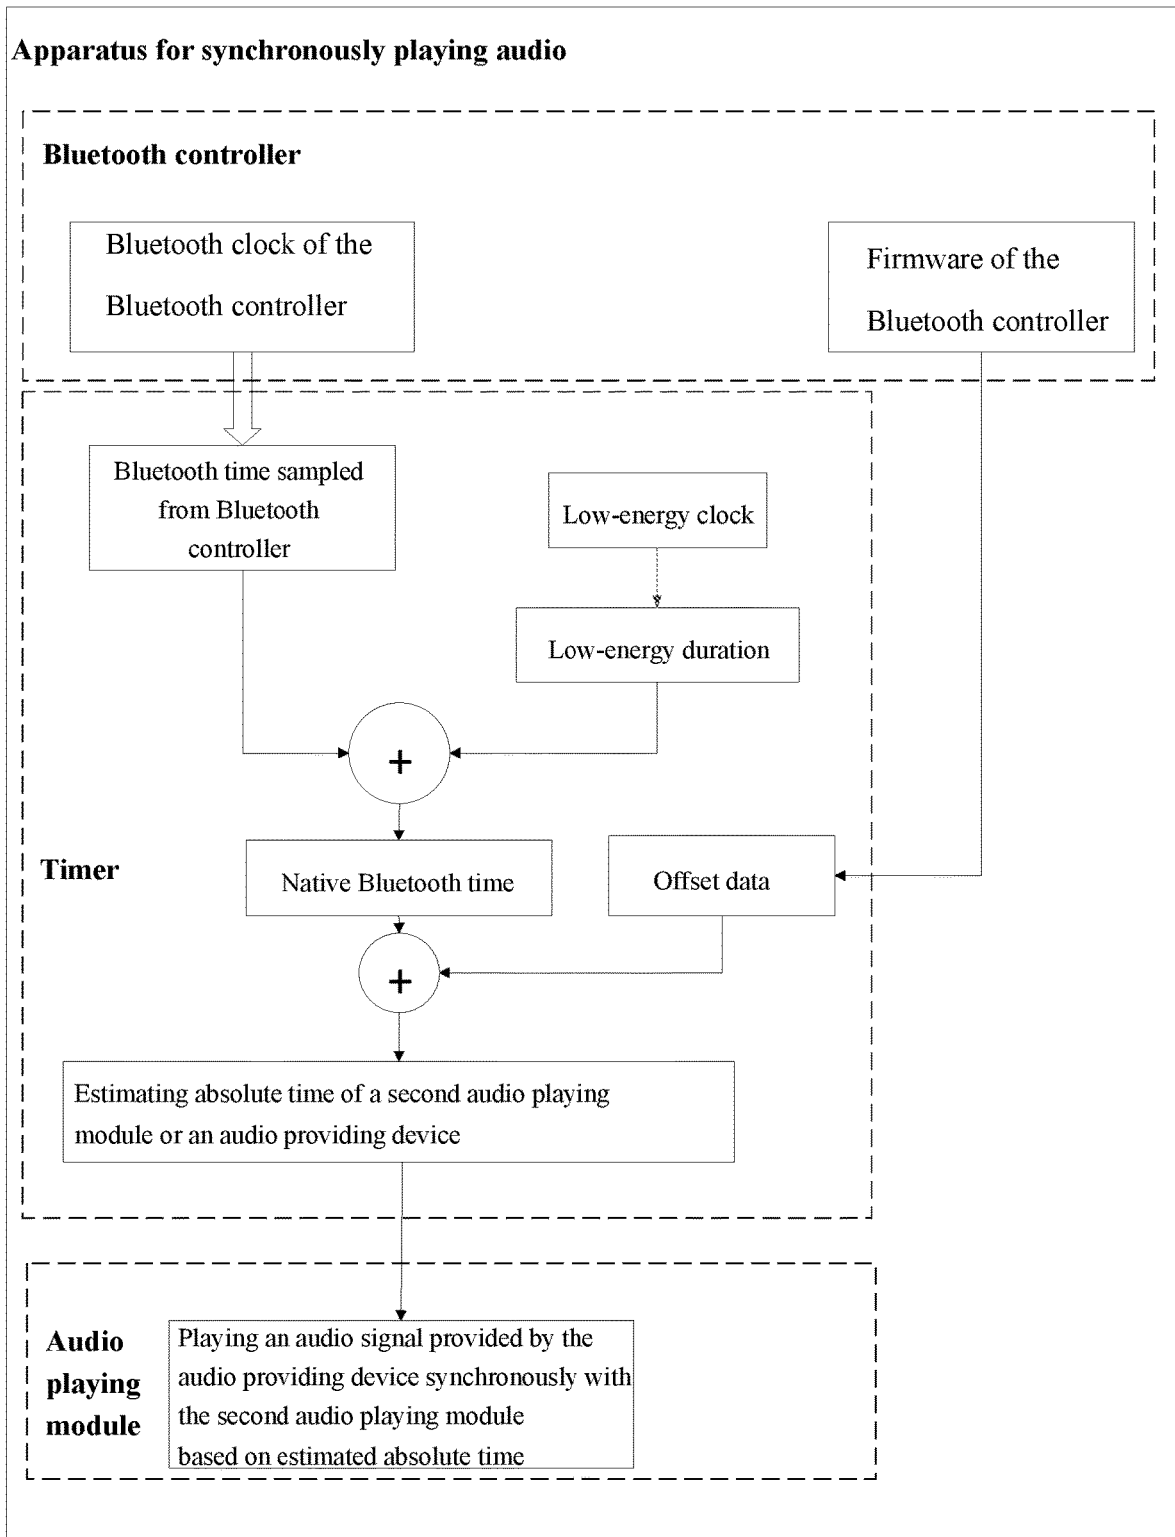 Apparatus for synchronously playing audio
Bluetooth controller
Bluetooth clock of the
Bluetooth controller
Firmware of the
Bluetooth controller
Bluetooth time sampled
from Bluetooth
controller
Low-energy clock
Low-energy duration
+
Timer
Native Bluetooth time
Offset data
+
Estimating absolute time of a second audio playing
module or an audio providing device
Audio
playing
module
Playing an audio signal provided by the
audio providing device synchronously with
the second audio playing module
based on estimated absolute time